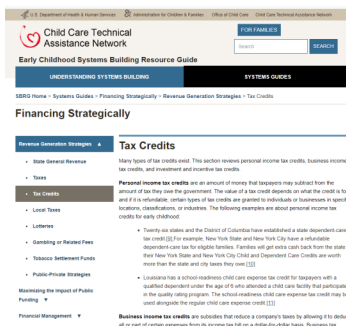 U.S. Department of Health & Human Services Administration for Children & Families Office of Child Care Child Care Technical Assistance Network
Child Care Technical
Assistance Network
FOR FAMILIES
Search
SEARCH
Early Childhood Systems Building Resource Guide
UNDERSTANDING SYSTEMS BUILDING
SYSTEMS GUIDES
SBRG Home > Systems Guides > Financing Strategically > Revenue Generation Strategies > Tax Credits
Financing Strategically
Revenue Generation Strategies ▲
• State General Revenue
• Taxes
• Tax Credits
• Local Taxes
• Lotteries
• Gambling or Related Fees
• Tobacco Settlement Funds
• Public-Private Strategies
Maximizing the Impact of Public
Funding ▼
Financial Management ▼
Tax Credits
Many types of tax credits exist. This section reviews personal income tax credits, business income
tax credits, and investment and incentive tax credits.
Personal income tax credits are an amount of money that taxpayers may subtract from the
amount of tax they owe the government. The value of a tax credit depends on what the credit is fo
and if it is refundable; certain types of tax credits are granted to individuals or businesses in specif
locations, classifications, or industries. The following examples are about personal income tax
credits for early childhood:
• Twenty-six states and the District of Columbia have established a state dependent-care
tax credit.[9] For example, New York State and New York City have a refundable
dependent-care tax for eligible families. Families will get extra cash back from the state
their New York State and New York City Child and Dependent Care Credits are worth
more than the state and city taxes they owe.[10]
• Louisiana has a school-readiness child care expense tax credit for taxpayers with a
qualified dependent under the age of 6 who attended a child care facility that participate
in the quality rating program. The school-readiness child care expense tax credit may b
used alongside the regular child care expense credit.[11]
Business income tax credits are subsidies that reduce a company's taxes by allowing it to dedu
all or part of certain expenses from its income tax bill on a dollar-for-dollar basis. Business tax